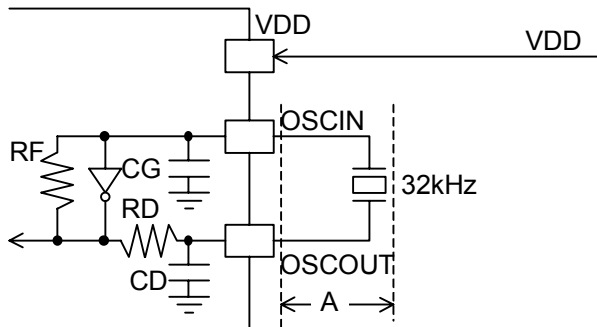 VDD
VDD
OSCIN
RF
CG
32kHz
RD
OSCOUT
CD
A